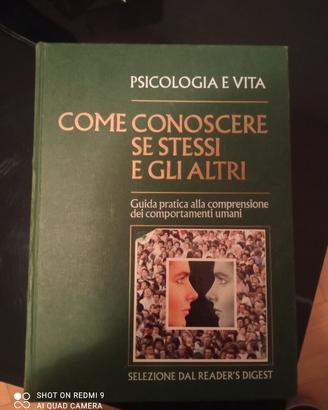 PSICOLOGIA E VITA
COME CONOSCERE
SE STESSI
E GLI ALTRI
Guida pratica alla comprensione
dei comportamenti umani
SELEZIONE DAL READER'S DIGEST
SHOT ON REDMI 9
AI QUAD CAMERA